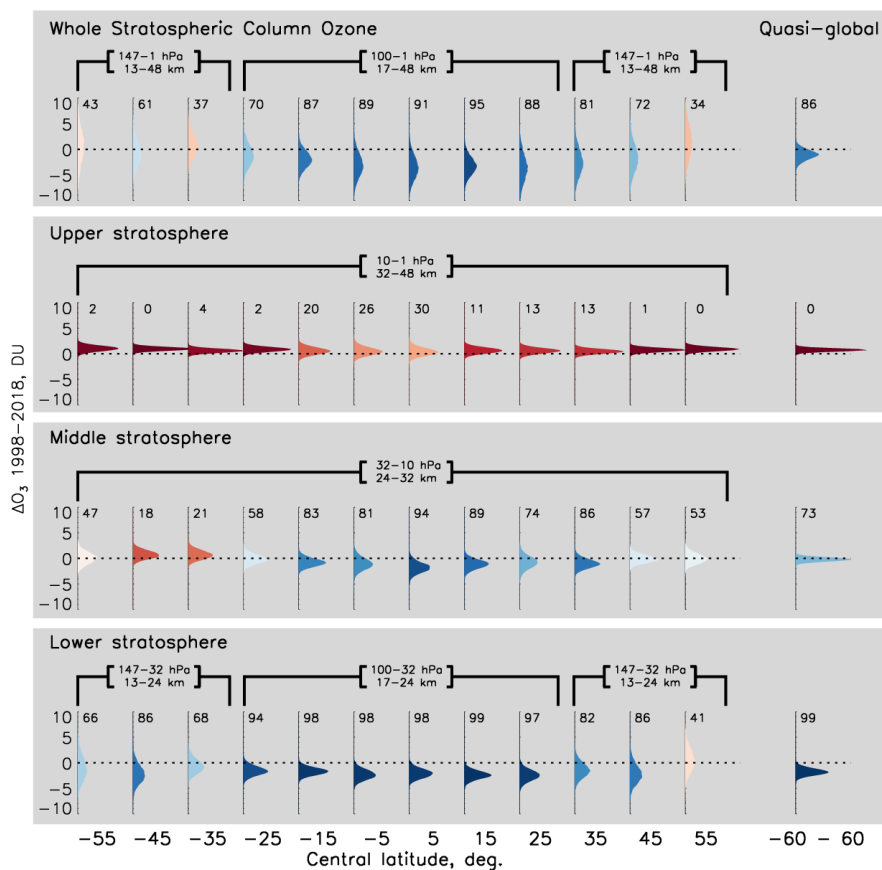 Whole Stratospheric Column Ozone
Quasi-global
147-1 hPa
13-48 km
100-1 hPa
17-48 km
147-1 hPa
13-48 km
10
5
0
-5
-10
43 61 37 70 87 89 91 95 88 81 72 34 86
Upper stratosphere
10-1 hPa
32-48 km
10
5
0
-5
-10
2 0 4 2 20 26 30 11 13 13 1 0 0
ΔO₃ 1998-2018, DU
Middle stratosphere
32-10 hPa
24-32 km
10
5
0
-5
-10
47 18 21 58 83 81 94 89 74 86 57 53 73
Lower stratosphere
147-32 hPa
13-24 km
100-32 hPa
17-24 km
147-32 hPa
13-24 km
10
5
0
-5
-10
66 86 68 94 98 98 98 99 97 82 86 41 99
-55 -45 -35 -25 -15 -5 5 15 25 35 45 55 -60 - 60
Central latitude, deg.